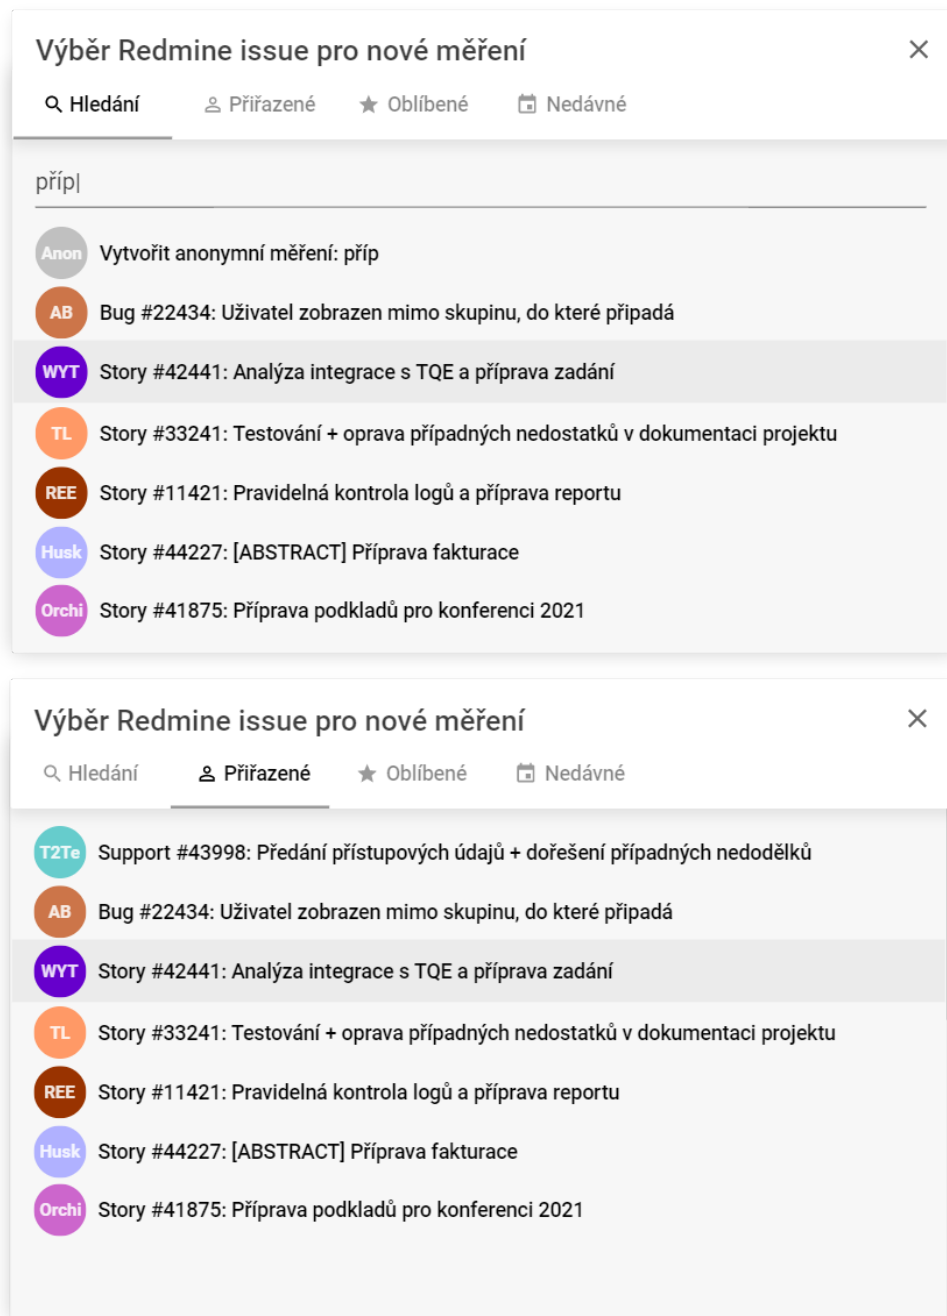 Výběr Redmine issue pro nové měření
Hledání Přiřazené Oblíbené Nedávné
příp
Anon Vytvořit anonymní měření: příp
AB Bug #22434: Uživatel zobrazen mimo skupinu, do které připadá
WYT Story #42441: Analýza integrace s TQE a příprava zadání
TL Story #33241: Testování + oprava případných nedostatků v dokumentaci projektu
REE Story #11421: Pravidelná kontrola logů a příprava reportu
Husk Story #44227: [ABSTRACT] Příprava fakturace
Orchi Story #41875: Příprava podkladů pro konferenci 2021
Výběr Redmine issue pro nové měření
Hledání Přiřazené Oblíbené Nedávné
T2Te Support #43998: Předání přístupových údajů + dořešení případných nedodělků
AB Bug #22434: Uživatel zobrazen mimo skupinu, do které připadá
WYT Story #42441: Analýza integrace s TQE a příprava zadání
TL Story #33241: Testování + oprava případných nedostatků v dokumentaci projektu
REE Story #11421: Pravidelná kontrola logů a příprava reportu
Husk Story #44227: [ABSTRACT] Příprava fakturace
Orchi Story #41875: Příprava podkladů pro konferenci 2021